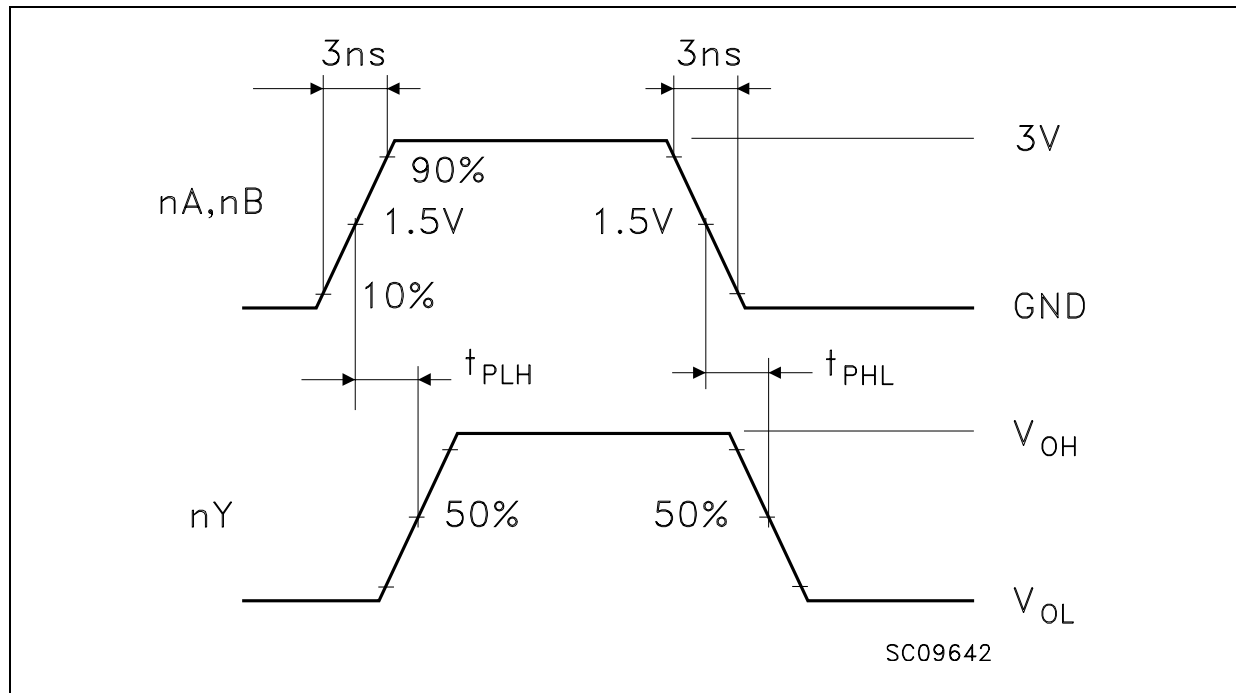 3ns 3ns
3V
90%
nA,nB
1.5V 1.5V
10%
GND
tPLH tPHL
VOH
50% 50%
nY
VOL
SC09642